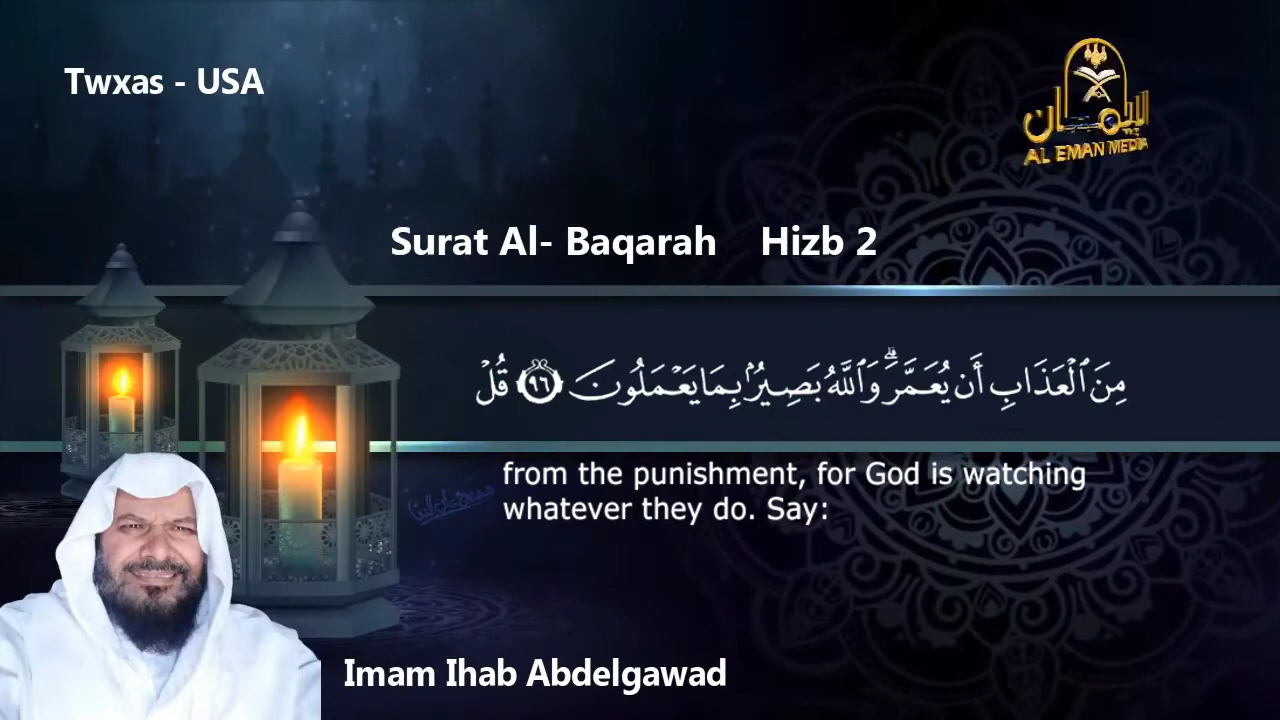 Twxas - USA
الإيمان
AL EMAN MEDIA
Surat Al- Baqarah Hizb 2
مِنَ ٱلْعَذَابِ أَن يُعَمَّرَ ۗ وَٱللَّهُ بَصِيرٌۢ بِمَا يَعْمَلُونَ ٩٦ قُلْ
from the punishment, for God is watching
whatever they do. Say:
Imam Ihab Abdelgawad